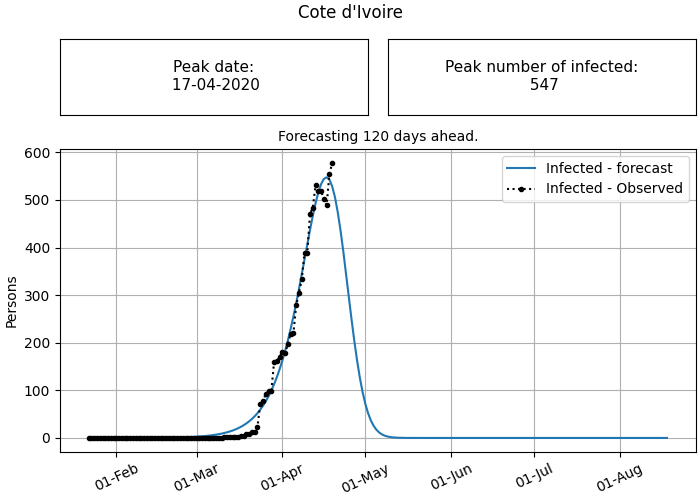 Cote d'Ivoire
Peak date:
17-04-2020
Peak number of infected:
547
Forecasting 120 days ahead.
600
500
400
300
200
100
0
Persons
Infected - forecast
Infected - Observed
01-Feb
01-Mar
01-Apr
01-May
01-Jun
01-Jul
01-Aug